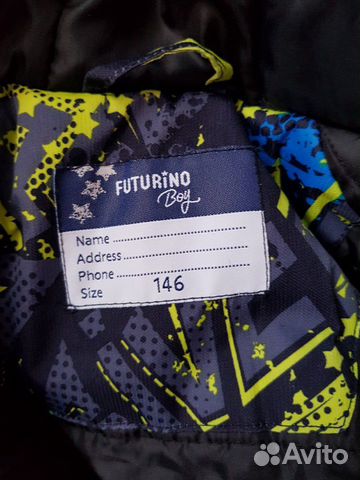 FUTURINO
Boy
Name
Address
Phone
Size 146
Avito